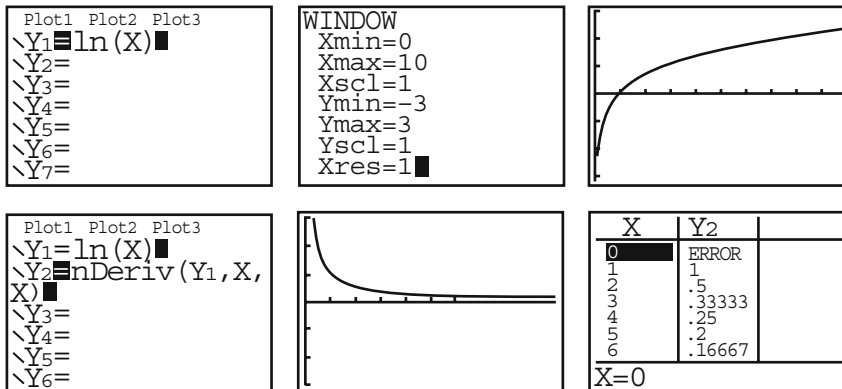 Plot1 Plot2 Plot3
\Y1=ln(X)
\Y2=
\Y3=
\Y4=
\Y5=
\Y6=
\Y7=
WINDOW
Xmin=0
Xmax=10
Xscl=1
Ymin=-3
Ymax=3
Yscl=1
Xres=1
Plot1 Plot2 Plot3
\Y1=ln(X)
\Y2=nDeriv(Y1,X,
X)
\Y3=
\Y4=
\Y5=
\Y6=
X Y2
0 ERROR
1 1
2 .5
3 .33333
4 .25
5 .2
6 .16667
X=0